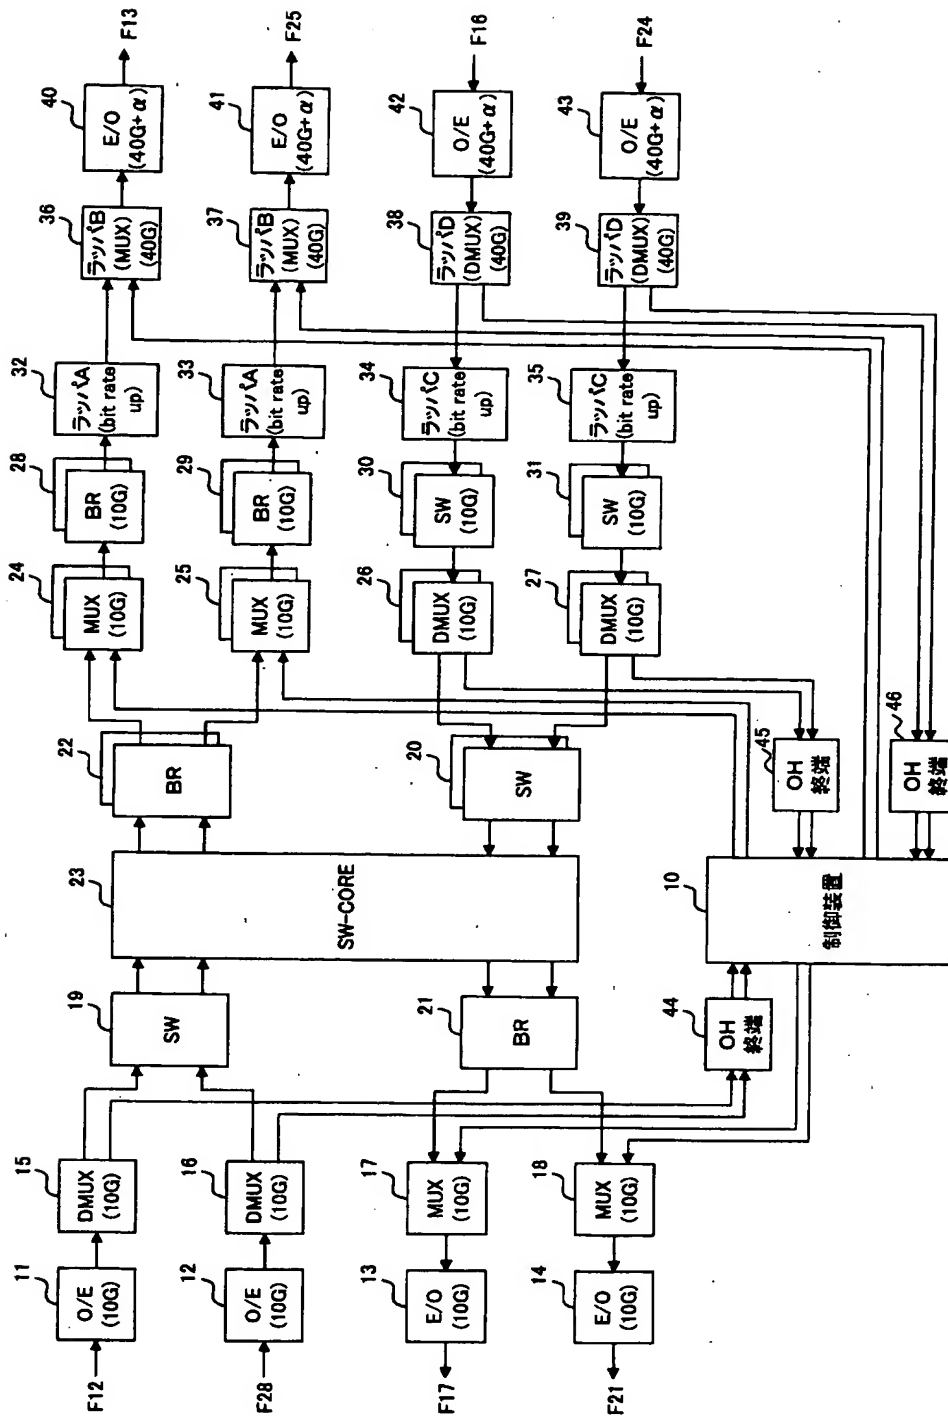 F12
11
O/E
(10G)
15
DMUX
(10G)
F28
12
O/E
(10G)
16
DMUX
(10G)
19
SW
23
SW-CORE
22
BR
24
MUX
(10G)
28
BR
(10G)
32
ラッパA
(bit rate
up)
36
ラッパB
(MUX)
(40G)
40
E/O
(40G+α)
F13
25
MUX
(10G)
29
BR
(10G)
33
ラッパA
(bit rate
up)
37
ラッパB
(MUX)
(40G)
41
E/O
(40G+α)
F25
F17
13
E/O
(10G)
17
MUX
(10G)
21
BR
20
SW
26
DMUX
(10G)
30
SW
(10G)
34
ラッパC
(bit rate
up)
38
ラッパD
(DMUX)
(40G)
42
O/E
(40G+α)
F16
F21
14
E/O
(10G)
18
MUX
(10G)
27
DMUX
(10G)
31
SW
(10G)
35
ラッパC
(bit rate
up)
39
ラッパD
(DMUX)
(40G)
43
O/E
(40G+α)
F24
44
OH
終端
10
制御装置
45
OH
終端
46
OH
終端